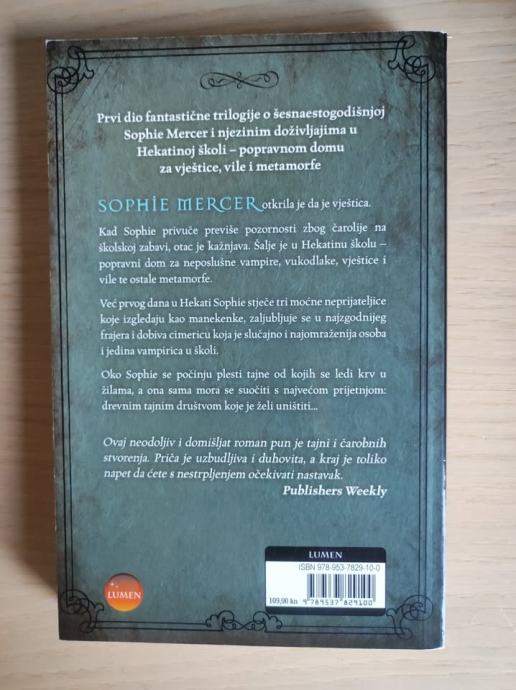 Prvi dio fantastične trilogije o šesnaestogodišnjoj
Sophie Mercer i njezinim doživljajima u
Hekatinoj školi – popravnom domu
za vještice, vile i metamorfe
SOPHIE MERCER otkrila je da je vještica.
Kad Sophie privuče previše pozornosti zbog čarolije na
školskoj zabavi, otac je kažnjava. Šalje je u Hekatinu školu –
popravni dom za neposlušne vampire, vukodlake, vještice i
vile te ostale metamorfe.
Već prvog dana u Hekati Sophie stječe tri moćne neprijateljice
koje izgledaju kao manekenke, zaljubljuje se u najzgodnijeg
frajera i dobiva cimericu koja je slučajno i najomraženija osoba
i jedina vampirica u školi.
Oko Sophie se počinju plesti tajne od kojih se ledi krv u
žilama, a ona sama mora se suočiti s najvećom prijetnjom:
drevnim tajnim društvom koje je želi uništiti...
Ovaj neodoljiv i domišljat roman pun je tajni i čarobnih
stvorenja. Priča je uzbudljiva i duhovita, a kraj je toliko
napet da ćete s nestrpljenjem očekivati nastavak.
Publishers Weekly
LUMEN
ISBN 978-953-7829-10-0
109,00 kn
9 789537 829100
LUMEN